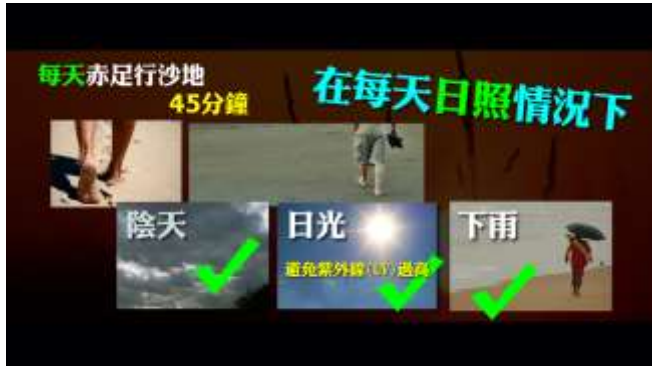 每天赤足行沙地
45分鐘
在每天日照情況下
陰天
日光
下雨
避免紫外線(UV)過高